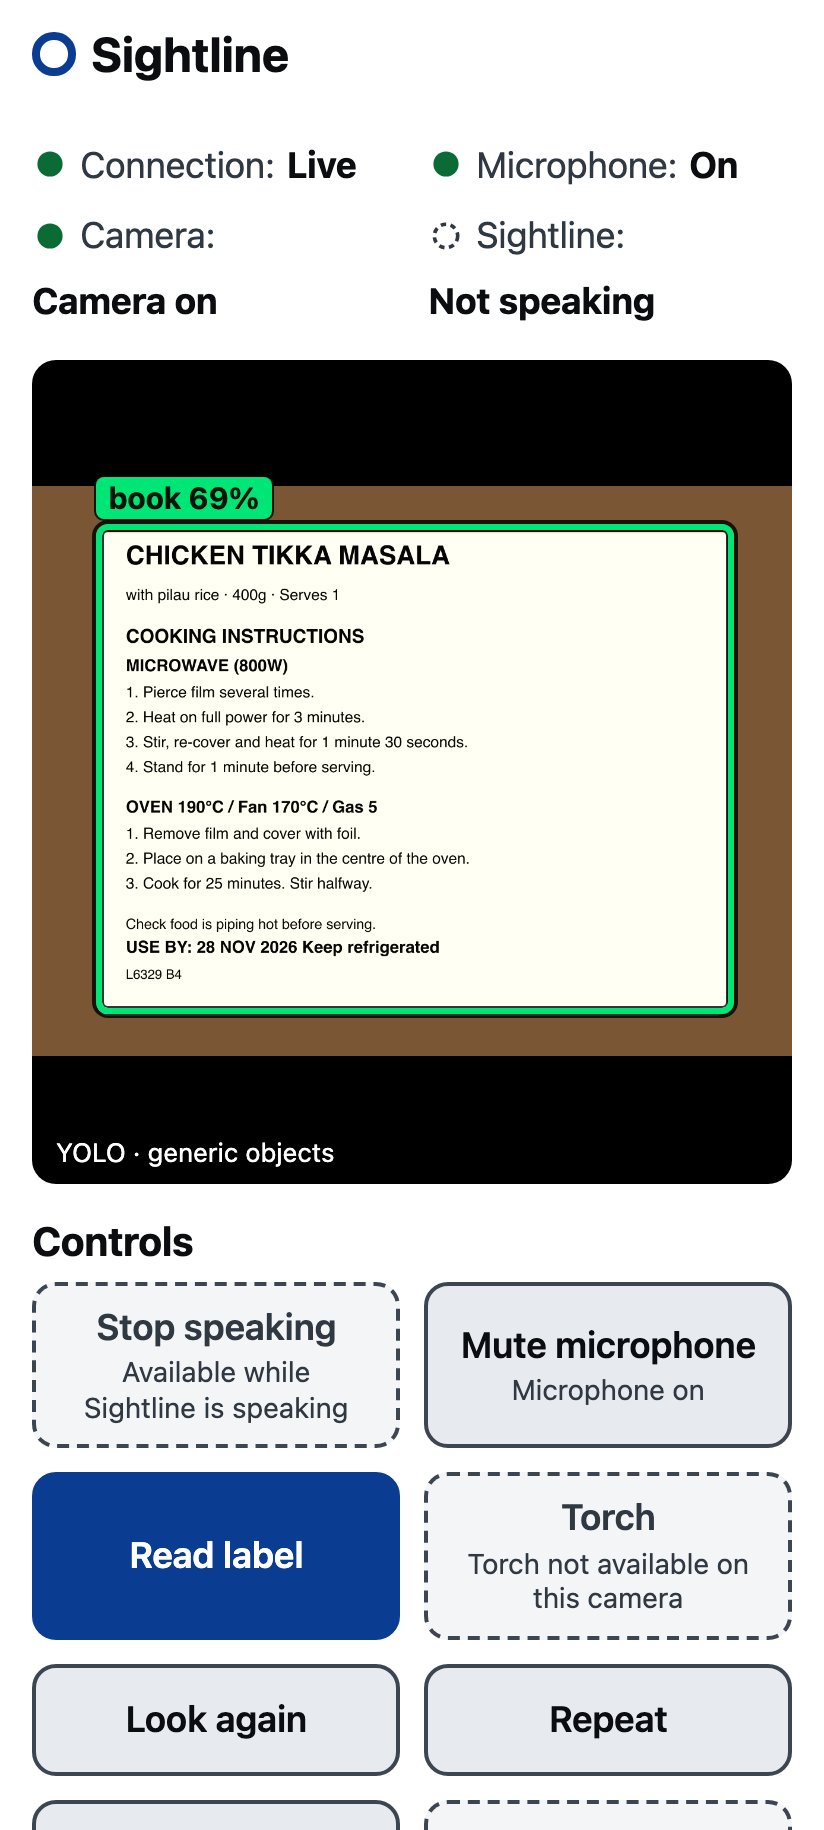 Sightline
Connection: Live
Microphone: On
Camera:
Camera on
Sightline:
Not speaking
book 69%
CHICKEN TIKKA MASALA
with pilau rice · 400g · Serves 1
COOKING INSTRUCTIONS
MICROWAVE (800W)
1. Pierce film several times.
2. Heat on full power for 3 minutes.
3. Stir, re-cover and heat for 1 minute 30 seconds.
4. Stand for 1 minute before serving.
OVEN 190°C / Fan 170°C / Gas 5
1. Remove film and cover with foil.
2. Place on a baking tray in the centre of the oven.
3. Cook for 25 minutes. Stir halfway.
Check food is piping hot before serving.
USE BY: 28 NOV 2026 Keep refrigerated
L6329 B4
YOLO · generic objects
Controls
Stop speaking
Available while
Sightline is speaking
Mute microphone
Microphone on
Read label
Torch
Torch not available on
this camera
Look again
Repeat